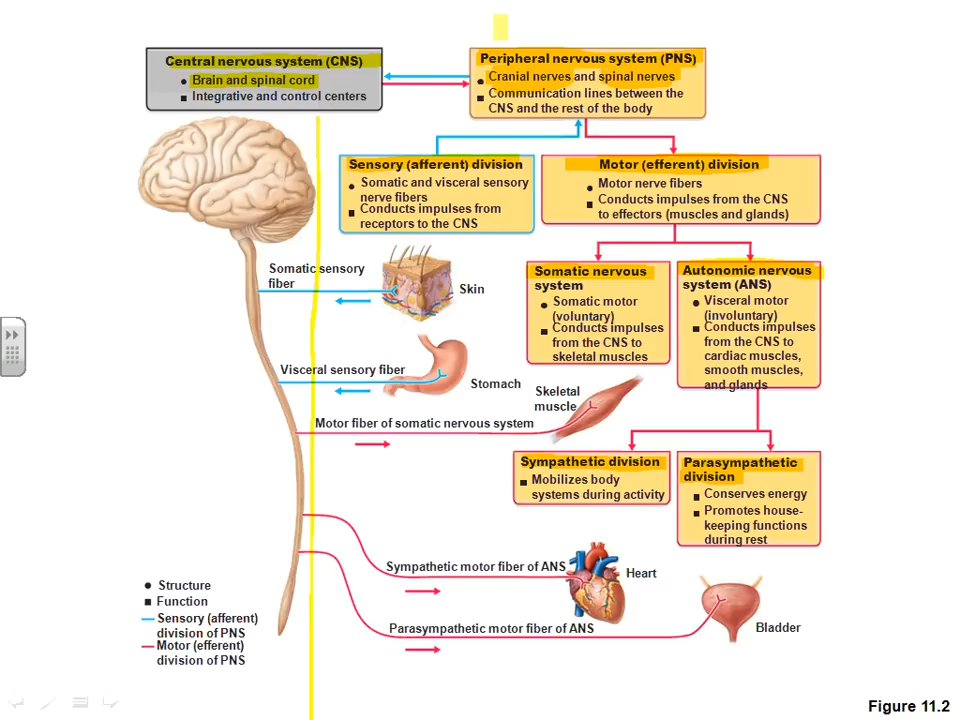 Central nervous system (CNS)
● Brain and spinal cord
■ Integrative and control centers
Peripheral nervous system (PNS)
● Cranial nerves and spinal nerves
■ Communication lines between the
CNS and the rest of the body
Sensory (afferent) division
● Somatic and visceral sensory
nerve fibers
■ Conducts impulses from
receptors to the CNS
Motor (efferent) division
● Motor nerve fibers
■ Conducts impulses from the CNS
to effectors (muscles and glands)
Somatic nervous
system
● Somatic motor
(voluntary)
■ Conducts impulses
from the CNS to
skeletal muscles
Autonomic nervous
system (ANS)
● Visceral motor
(involuntary)
■ Conducts impulses
from the CNS to
cardiac muscles,
smooth muscles,
and glands
Somatic sensory
fiber
Skin
Visceral sensory fiber
Stomach
Skeletal
muscle
Motor fiber of somatic nervous system
Sympathetic division
■ Mobilizes body
systems during activity
Parasympathetic
division
■ Conserves energy
■ Promotes house-
keeping functions
during rest
Sympathetic motor fiber of ANS
Heart
Parasympathetic motor fiber of ANS
Bladder
● Structure
■ Function
Sensory (afferent)
division of PNS
Motor (efferent)
division of PNS
Figure 11.2